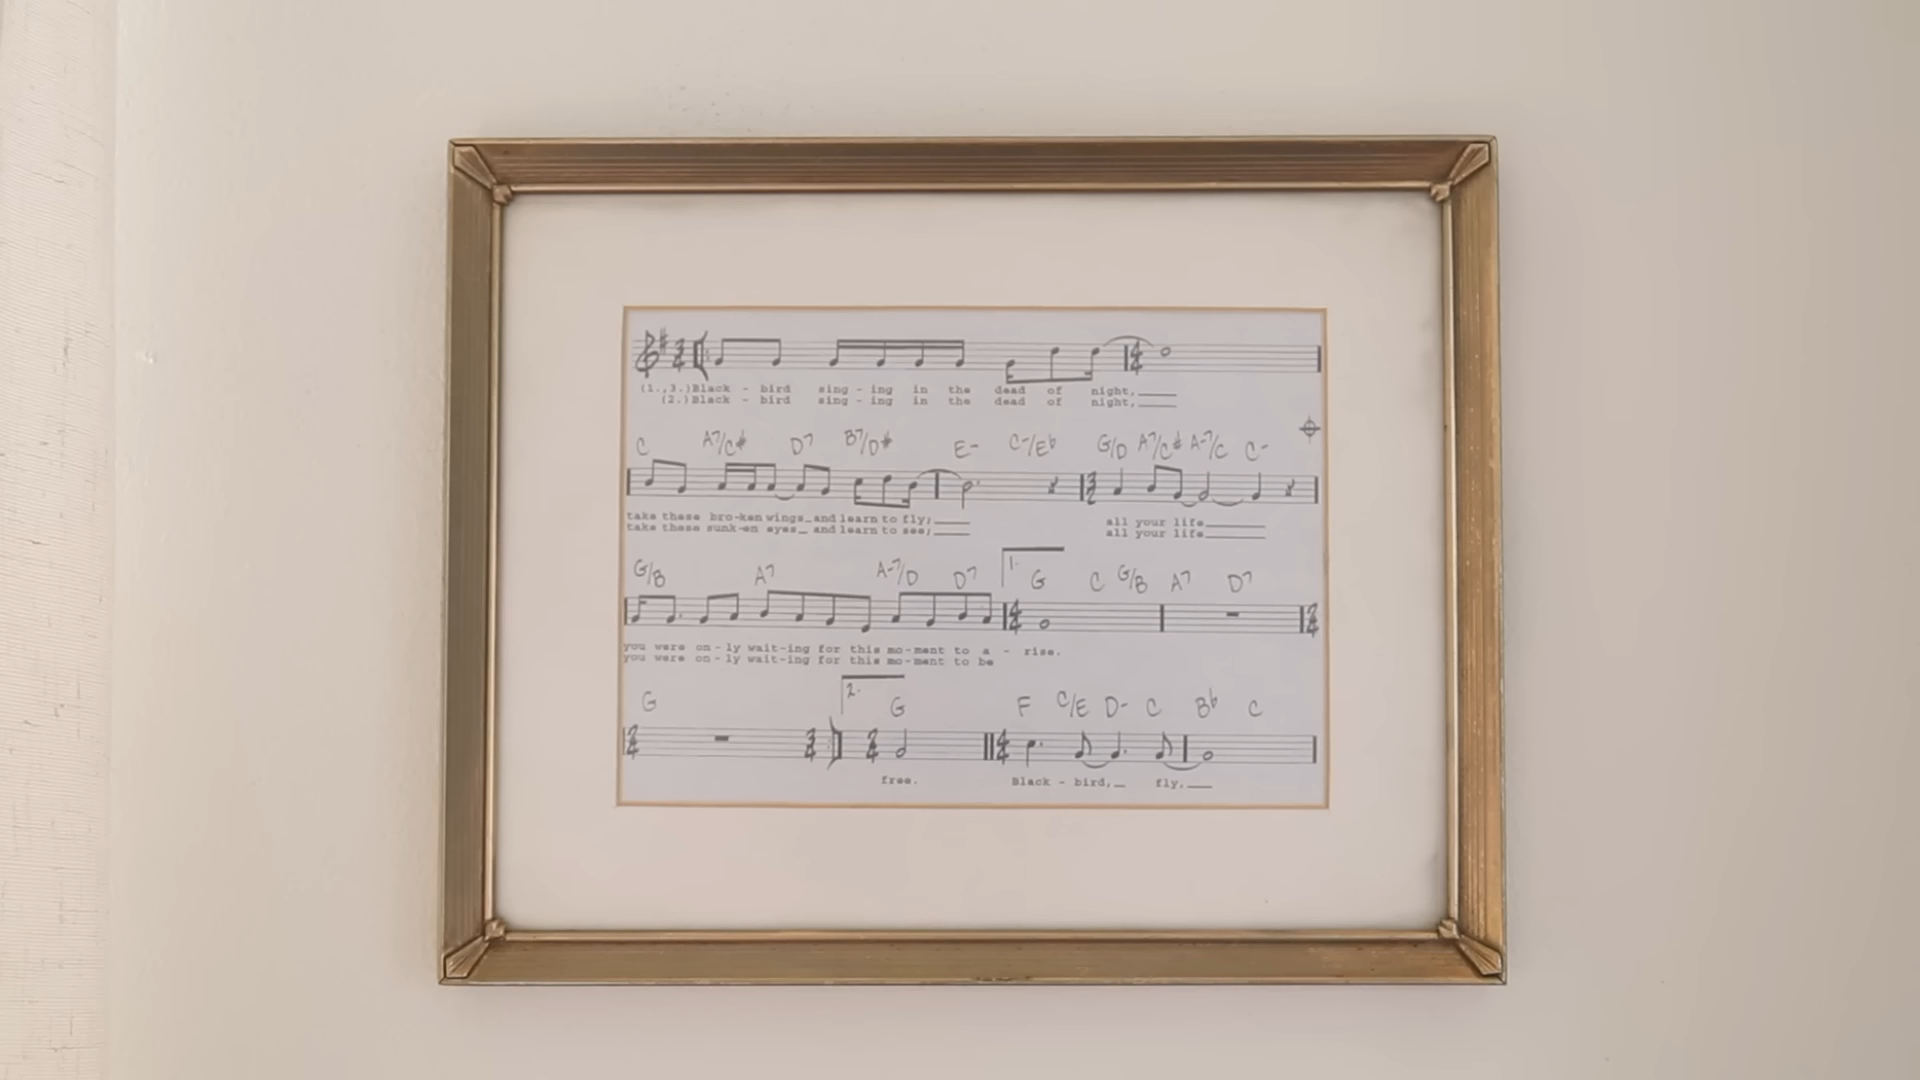 (1.,3.)Black - bird sing - ing in the dead of night,
(2.)Black - bird sing - ing in the dead of night,
C A7/C# D7 B7/D# E- C-/Eb G/D A7/C# A-7/C C-
take these bro-ken wings_and learn to fly;
take these sunk-en eyes_ and learn to see;
all your life
all your life
G/B A7 A-7/D D7 1. G C G/B A7 D7
you were on - ly wait-ing for this mo-ment to a - rise.
you were on - ly wait-ing for this mo-ment to be
G 2. G F C/E D- C Bb C
free. Black - bird,_ fly,